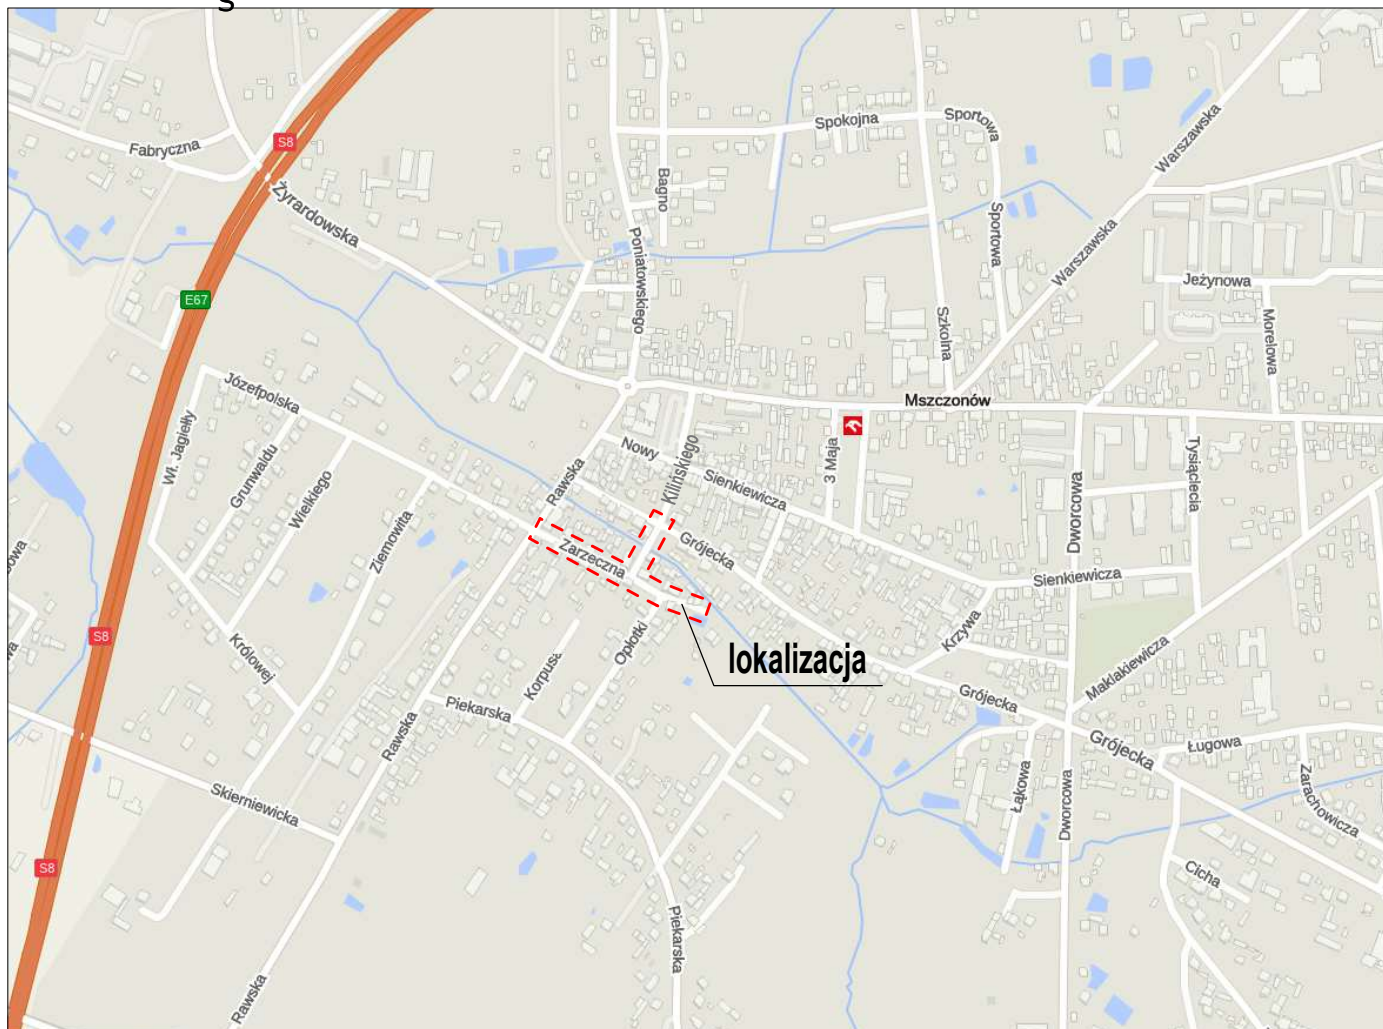 S8
Fabryczna
Żyrardowska
E67
Spokojna
Sportowa
Bagno
Poniatowskiego
Sportowa
Warszawska
Warszawska
Jeżynowa
Morelowa
Szkolna
Mszczonów
Józefpolska
Wł. Jagiełły
Grunwaldu
Wielkiego
Ziemowita
Nowy
Rawska
Kilińskiego
Sienkiewicza
3 Maja
Tysiąclecia
Dworcowa
Zarzeczna
Grójecka
Sienkiewicza
Krzywa
Maklakiewicza
S8
Królowej
Opłotki
Korpusa
lokalizacja
Piekarska
Rawska
Grójecka
Grójecka
Ługowa
Zarachowicza
Łąkowa
Dworcowa
Skierniewicka
S8
Cicha
Piekarska
Rawska